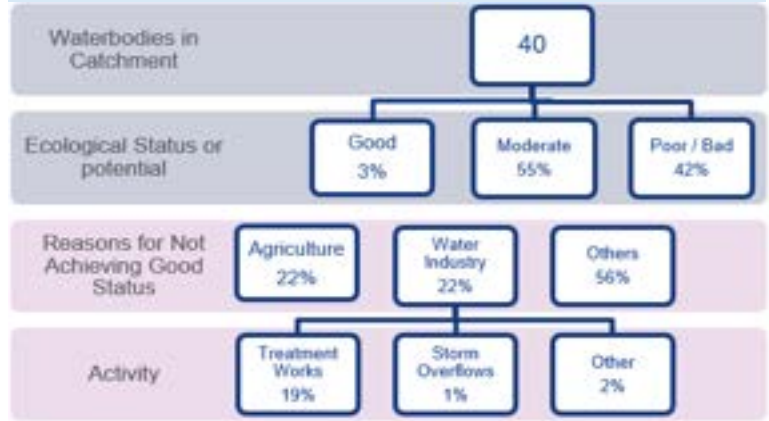 Waterbodies in
Catchment
40
Ecological Status or
potential
Good
3%
Moderate
55%
Poor / Bad
42%
Reasons for Not
Achieving Good
Status
Agriculture
22%
Water
Industry
22%
Others
56%
Activity
Treatment
Works
19%
Storm
Overflows
1%
Other
2%